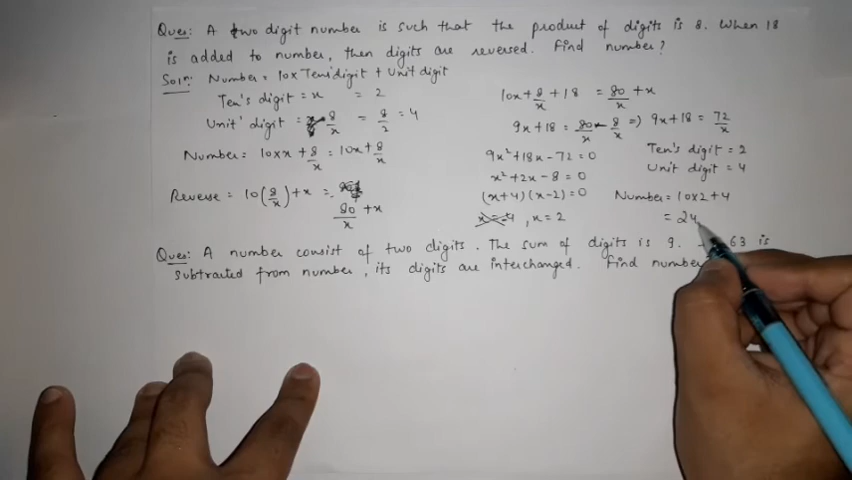 Ques: A two digit number is such that the product of digits is 8. When 18
is added to number, then digits are reversed. Find number?
Soln: Number = 10x Ten's digit + Unit digit
Ten's digit = x = 2
Unit' digit = 8/x = 8/2 = 4
Number = 10xx + 8/x = 10x + 8/x
Reverse = 10(8/x) + x =
80/x + x
10x + 8/x + 18 = 80/x + x
9x + 18 = 80/x - 8/x => 9x + 18 = 72/x
9x² + 18x - 72 = 0
x² + 2x - 8 = 0
(x+4) (x-2) = 0
x = -4 , x = 2
Ten's digit = 2
Unit digit = 4
Number = 10x2 + 4
= 24
Ques: A number consist of two digits. The sum of digits is 9. 63 is
subtracted from number, its digits are interchanged. Find number